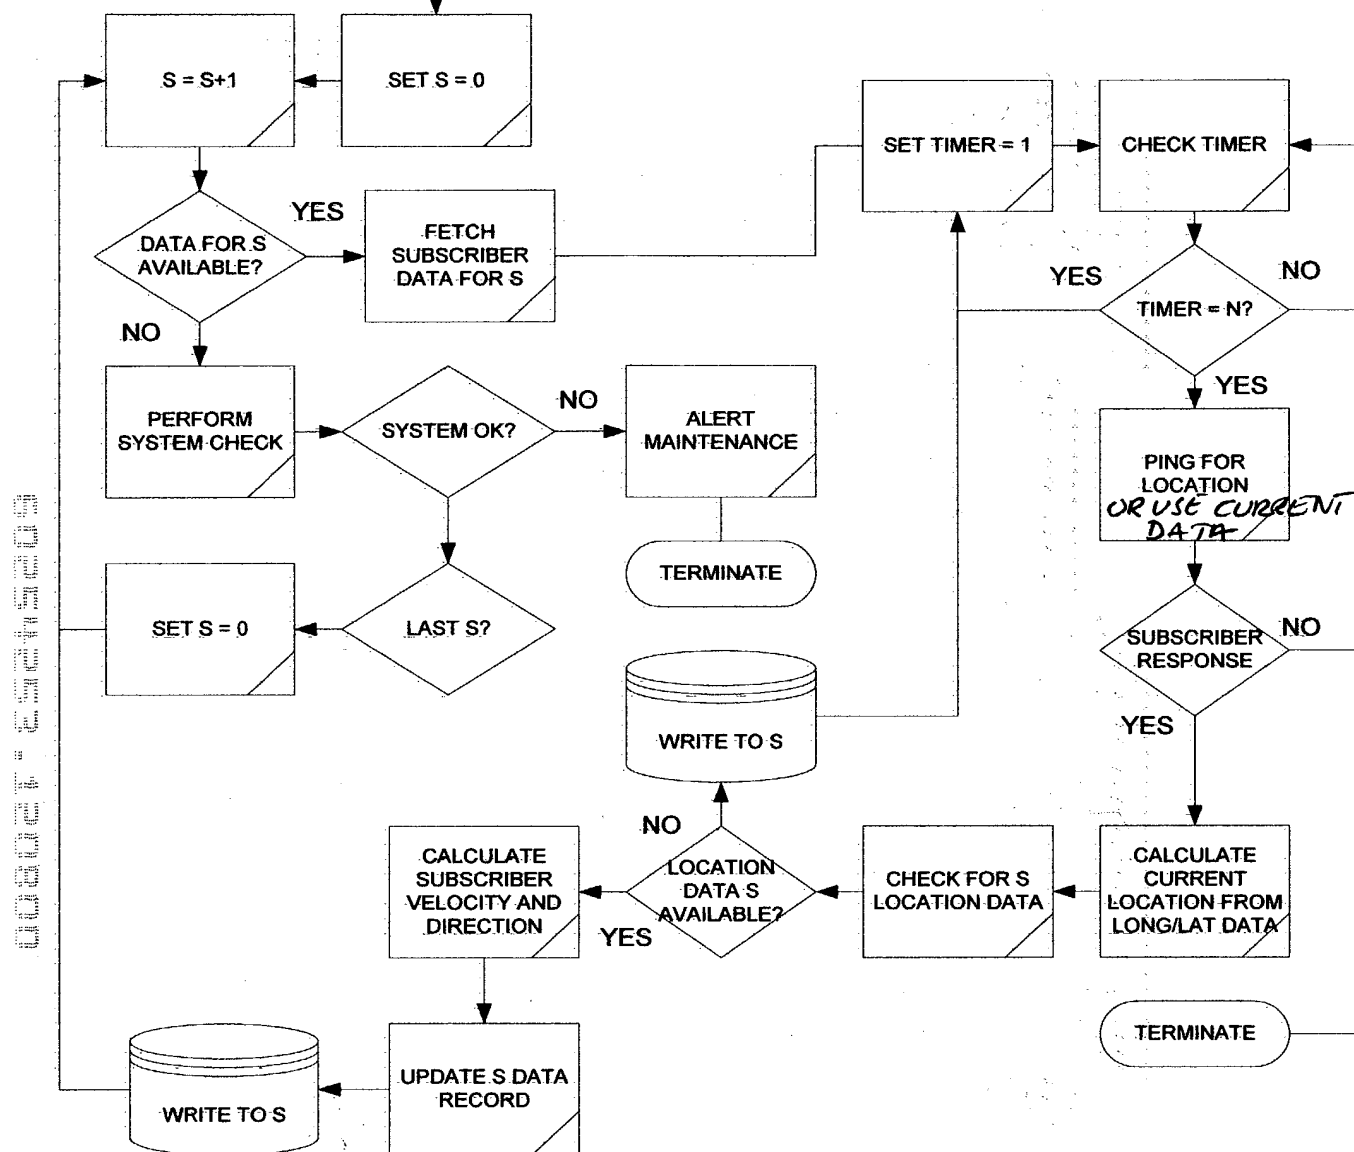 S = S+1
SET S = 0
SET TIMER = 1
CHECK TIMER
YES
DATA FOR S
AVAILABLE?
FETCH
SUBSCRIBER
DATA FOR S
YES
NO
TIMER = N?
NO
YES
PERFORM
SYSTEM CHECK
SYSTEM OK?
NO
ALERT
MAINTENANCE
PING FOR
LOCATION
OR USE CURRENT
DATA
TERMINATE
SET S = 0
LAST S?
SUBSCRIBER
RESPONSE
NO
YES
WRITE TO S
NO
CALCULATE
SUBSCRIBER
VELOCITY AND
DIRECTION
YES
LOCATION
DATA S
AVAILABLE?
CHECK FOR S
LOCATION DATA
CALCULATE
CURRENT
LOCATION FROM
LONG/LAT DATA
TERMINATE
UPDATE S DATA
RECORD
WRITE TO S